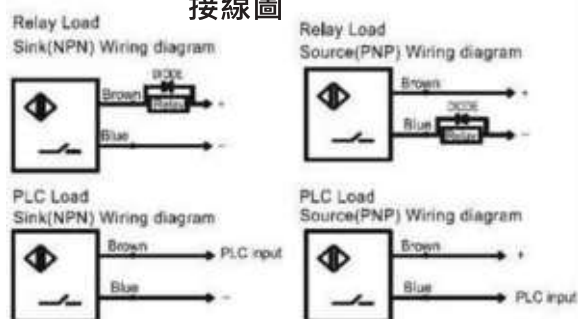 接線圖
Relay Load
Sink(NPN) Wiring diagram
DIODE
Brown
Relay
+
Blue
−
Relay Load
Source(PNP) Wiring diagram
Brown
+
DIODE
Blue
Relay
−
PLC Load
Sink(NPN) Wiring diagram
Brown
PLC input
Blue
−
PLC Load
Source(PNP) Wiring diagram
Brown
+
Blue
PLC input